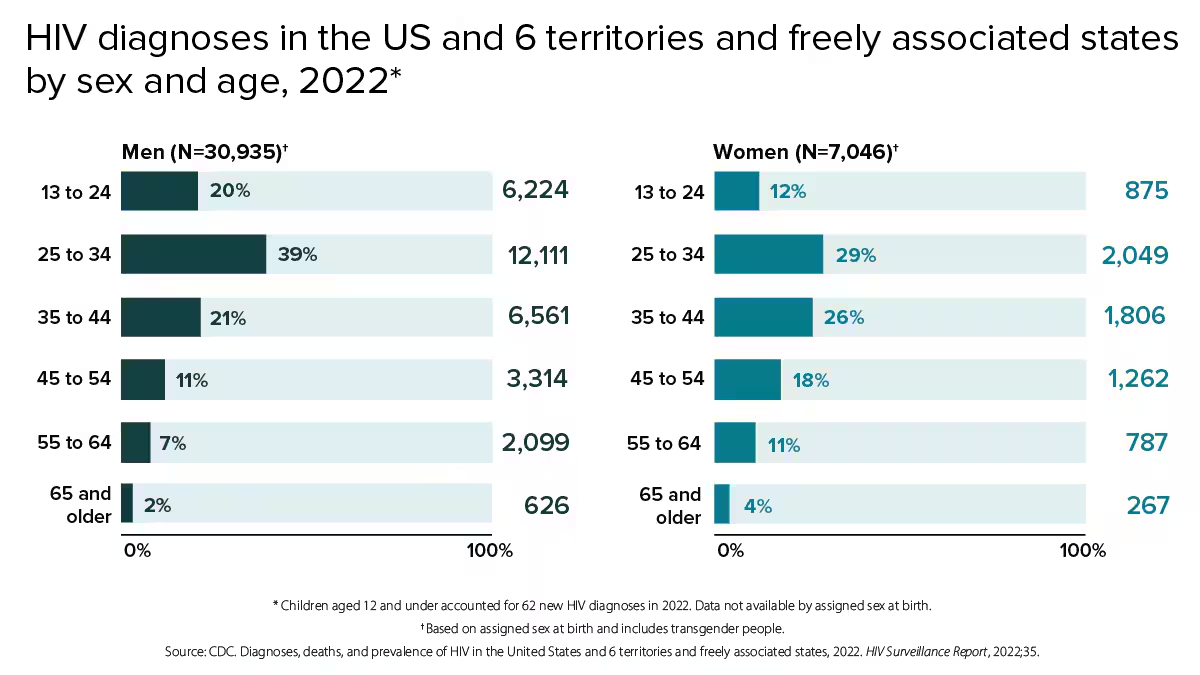 HIV diagnoses in the US and 6 territories and freely associated states
by sex and age, 2022*
Men (N=30,935)†
13 to 24 20% 6,224
25 to 34 39% 12,111
35 to 44 21% 6,561
45 to 54 11% 3,314
55 to 64 7% 2,099
65 and
older 2% 626
0% 100%
Women (N=7,046)†
13 to 24 12% 875
25 to 34 29% 2,049
35 to 44 26% 1,806
45 to 54 18% 1,262
55 to 64 11% 787
65 and
older 4% 267
0% 100%
* Children aged 12 and under accounted for 62 new HIV diagnoses in 2022. Data not available by assigned sex at birth.
†Based on assigned sex at birth and includes transgender people.
Source: CDC. Diagnoses, deaths, and prevalence of HIV in the United States and 6 territories and freely associated states, 2022. HIV Surveillance Report, 2022;35.